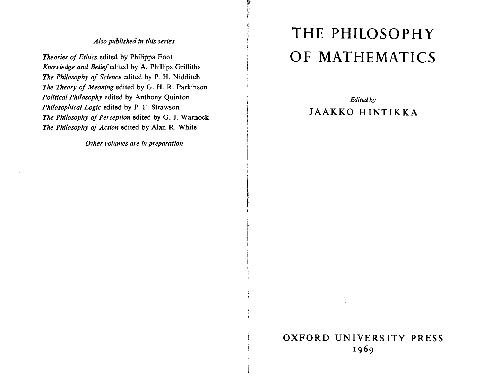 Also published in this series
Theories of Ethics edited by Philippa Foot
Knowledge and Belief edited by A. Phillips Griffiths
The Philosophy of Science edited by P. H. Nidditch
The Theory of Meaning edited by G. H. R. Parkinson
Political Philosophy edited by Anthony Quinton
Philosophical Logic edited by P. F. Strawson
The Philosophy of Perception edited by G. J. Warnock
The Philosophy of Action edited by Alan R. White
Other volumes are in preparation
THE PHILOSOPHY
OF MATHEMATICS
Edited by
JAAKKO HINTIKKA
OXFORD UNIVERSITY PRESS
1969